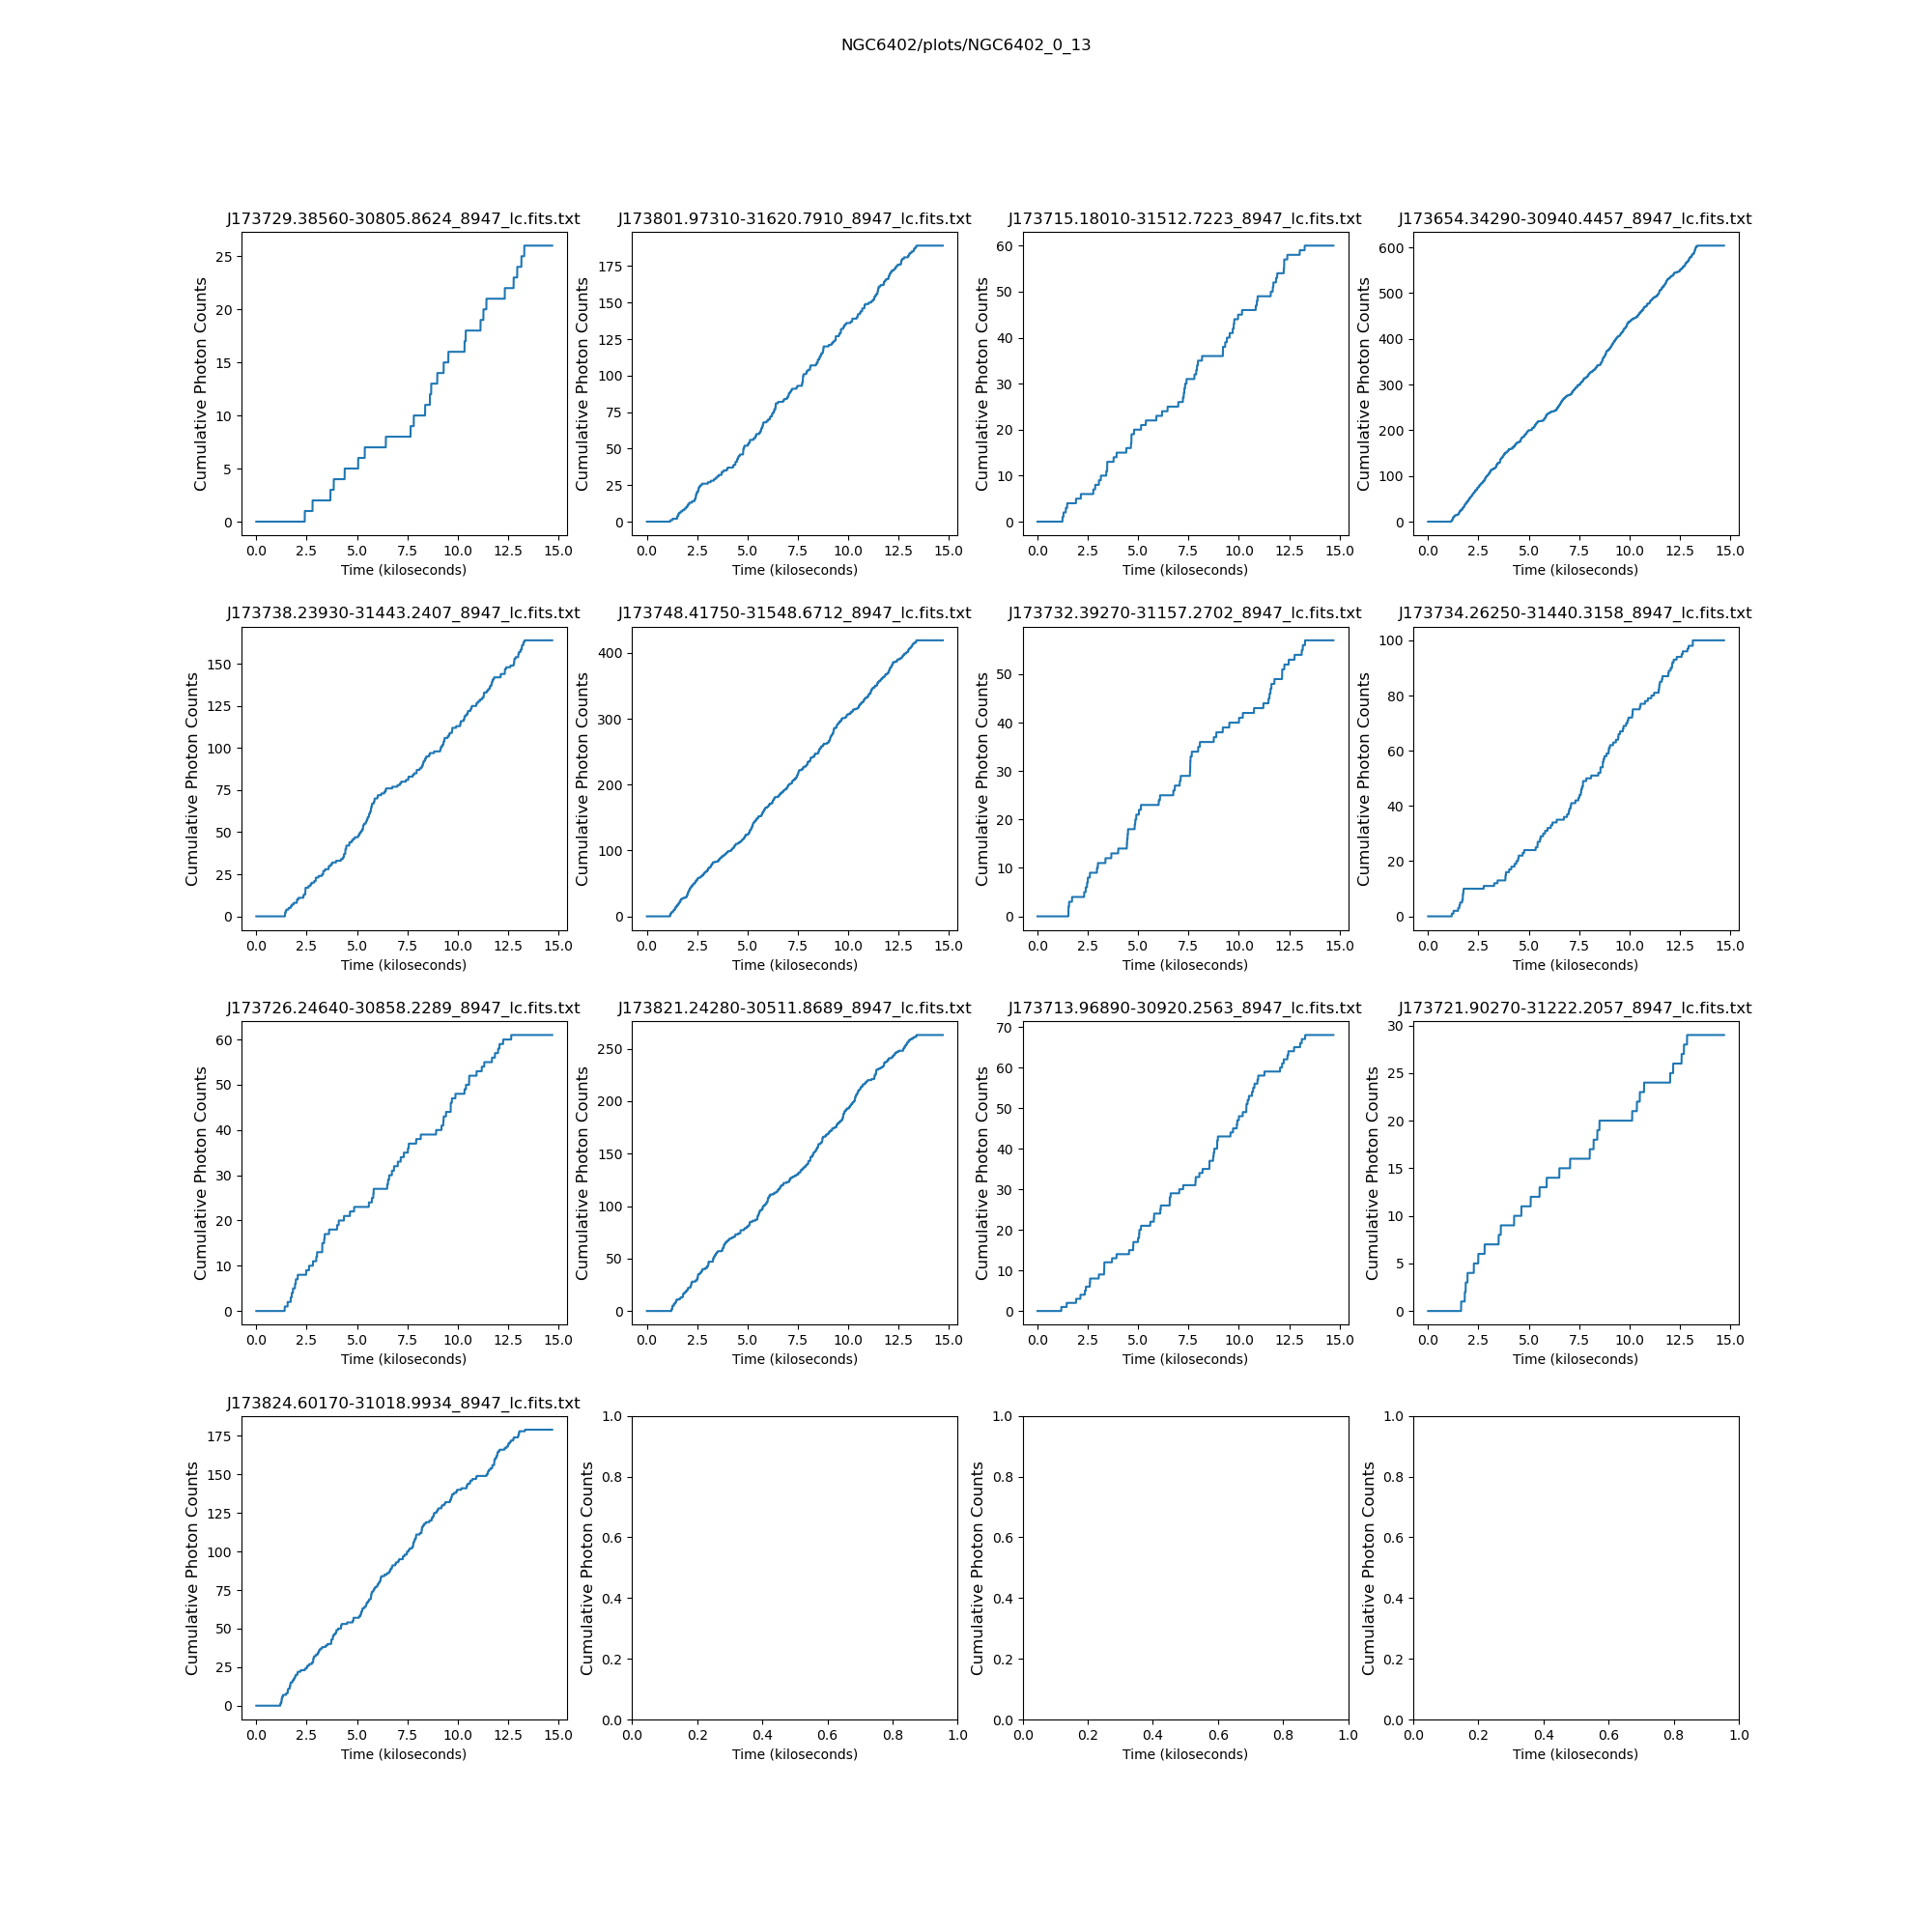 NGC6402/plots/NGC6402_0_13
J173729.38560-30805.8624_8947_lc.fits.txt
Cumulative Photon Counts
0
5
10
15
20
25
0.0 2.5 5.0 7.5 10.0 12.5 15.0
Time (kiloseconds)
J173801.97310-31620.7910_8947_lc.fits.txt
Cumulative Photon Counts
0
25
50
75
100
125
150
175
0.0 2.5 5.0 7.5 10.0 12.5 15.0
Time (kiloseconds)
J173715.18010-31512.7223_8947_lc.fits.txt
Cumulative Photon Counts
0
10
20
30
40
50
60
0.0 2.5 5.0 7.5 10.0 12.5 15.0
Time (kiloseconds)
J173654.34290-30940.4457_8947_lc.fits.txt
Cumulative Photon Counts
0
100
200
300
400
500
600
0.0 2.5 5.0 7.5 10.0 12.5 15.0
Time (kiloseconds)
J173738.23930-31443.2407_8947_lc.fits.txt
Cumulative Photon Counts
0
25
50
75
100
125
150
0.0 2.5 5.0 7.5 10.0 12.5 15.0
Time (kiloseconds)
J173748.41750-31548.6712_8947_lc.fits.txt
Cumulative Photon Counts
0
100
200
300
400
0.0 2.5 5.0 7.5 10.0 12.5 15.0
Time (kiloseconds)
J173732.39270-31157.2702_8947_lc.fits.txt
Cumulative Photon Counts
0
10
20
30
40
50
0.0 2.5 5.0 7.5 10.0 12.5 15.0
Time (kiloseconds)
J173734.26250-31440.3158_8947_lc.fits.txt
Cumulative Photon Counts
0
20
40
60
80
100
0.0 2.5 5.0 7.5 10.0 12.5 15.0
Time (kiloseconds)
J173726.24640-30858.2289_8947_lc.fits.txt
Cumulative Photon Counts
0
10
20
30
40
50
60
0.0 2.5 5.0 7.5 10.0 12.5 15.0
Time (kiloseconds)
J173821.24280-30511.8689_8947_lc.fits.txt
Cumulative Photon Counts
0
50
100
150
200
250
0.0 2.5 5.0 7.5 10.0 12.5 15.0
Time (kiloseconds)
J173713.96890-30920.2563_8947_lc.fits.txt
Cumulative Photon Counts
0
10
20
30
40
50
60
70
0.0 2.5 5.0 7.5 10.0 12.5 15.0
Time (kiloseconds)
J173721.90270-31222.2057_8947_lc.fits.txt
Cumulative Photon Counts
0
5
10
15
20
25
30
0.0 2.5 5.0 7.5 10.0 12.5 15.0
Time (kiloseconds)
J173824.60170-31018.9934_8947_lc.fits.txt
Cumulative Photon Counts
0
25
50
75
100
125
150
175
0.0 2.5 5.0 7.5 10.0 12.5 15.0
Time (kiloseconds)
Cumulative Photon Counts
0.0
0.2
0.4
0.6
0.8
1.0
0.0 0.2 0.4 0.6 0.8 1.0
Time (kiloseconds)
Cumulative Photon Counts
0.0
0.2
0.4
0.6
0.8
1.0
0.0 0.2 0.4 0.6 0.8 1.0
Time (kiloseconds)
Cumulative Photon Counts
0.0
0.2
0.4
0.6
0.8
1.0
0.0 0.2 0.4 0.6 0.8 1.0
Time (kiloseconds)